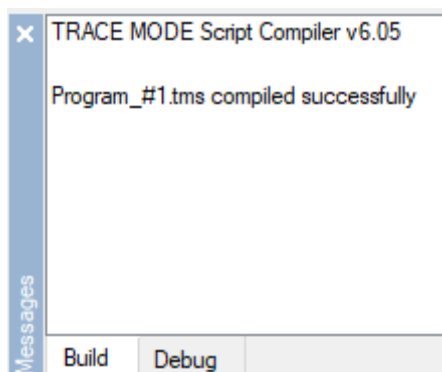 TRACE MODE Script Compiler v6.05
Program_#1.tms compiled successfully
Messages
Build
Debug